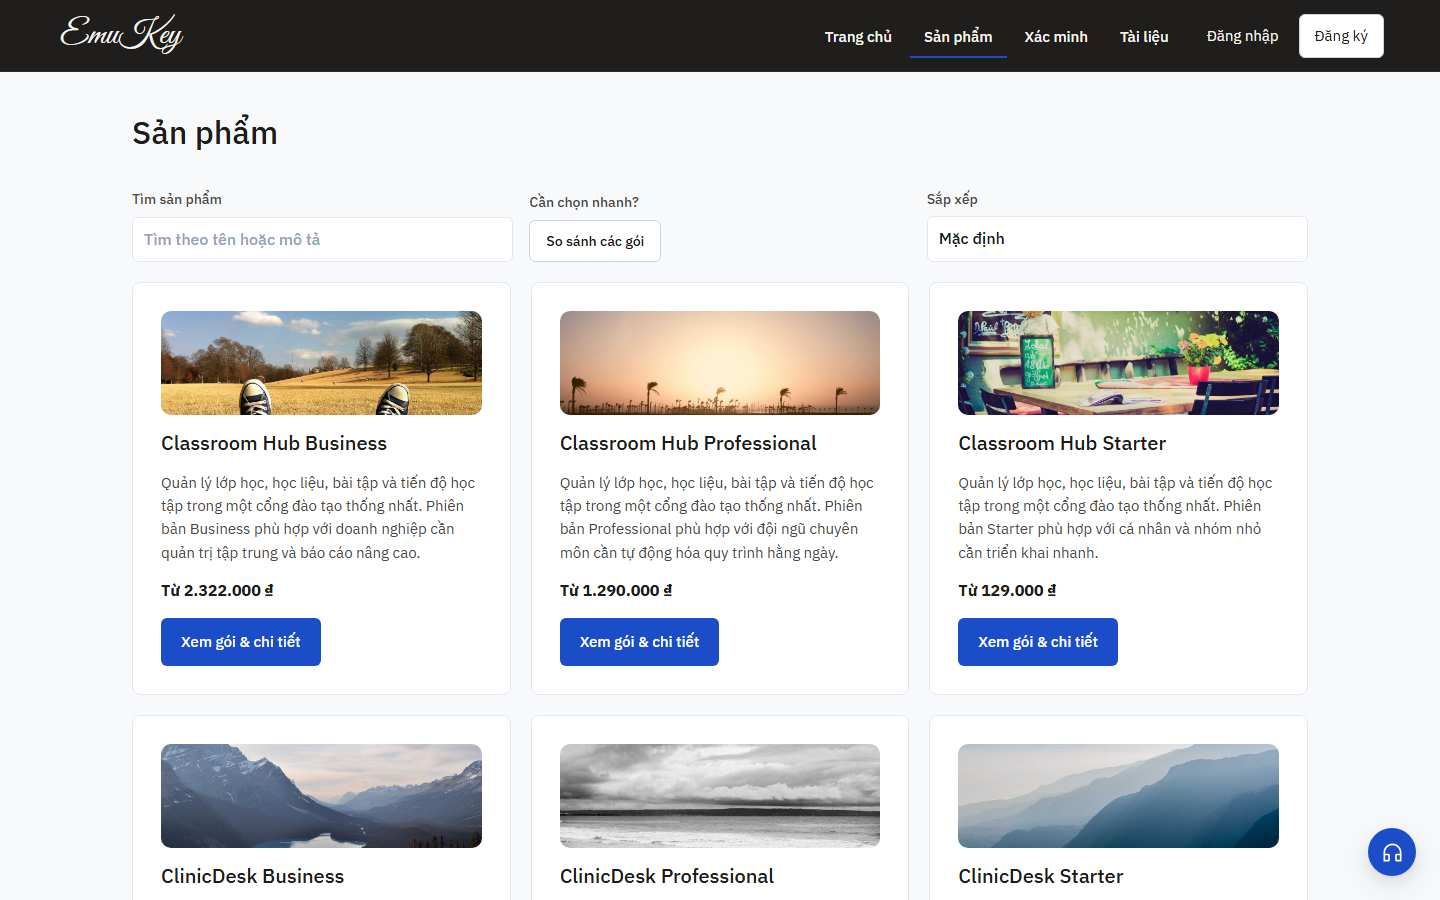 EmuKey
Trang chủ
Sản phẩm
Xác minh
Tài liệu
Đăng nhập
Đăng ký
Sản phẩm
Tìm sản phẩm
Cần chọn nhanh?
Sắp xếp
Tìm theo tên hoặc mô tả
So sánh các gói
Mặc định
Classroom Hub Business
Quản lý lớp học, học liệu, bài tập và tiến độ học
tập trong một cổng đào tạo thống nhất. Phiên
bản Business phù hợp với doanh nghiệp cần
quản trị tập trung và báo cáo nâng cao.
Từ 2.322.000 ₫
Xem gói & chi tiết
Classroom Hub Professional
Quản lý lớp học, học liệu, bài tập và tiến độ học
tập trong một cổng đào tạo thống nhất. Phiên
bản Professional phù hợp với đội ngũ chuyên
môn cần tự động hóa quy trình hằng ngày.
Từ 1.290.000 ₫
Xem gói & chi tiết
Classroom Hub Starter
Quản lý lớp học, học liệu, bài tập và tiến độ học
tập trong một cổng đào tạo thống nhất. Phiên
bản Starter phù hợp với cá nhân và nhóm nhỏ
cần triển khai nhanh.
Từ 129.000 ₫
Xem gói & chi tiết
ClinicDesk Business
ClinicDesk Professional
ClinicDesk Starter